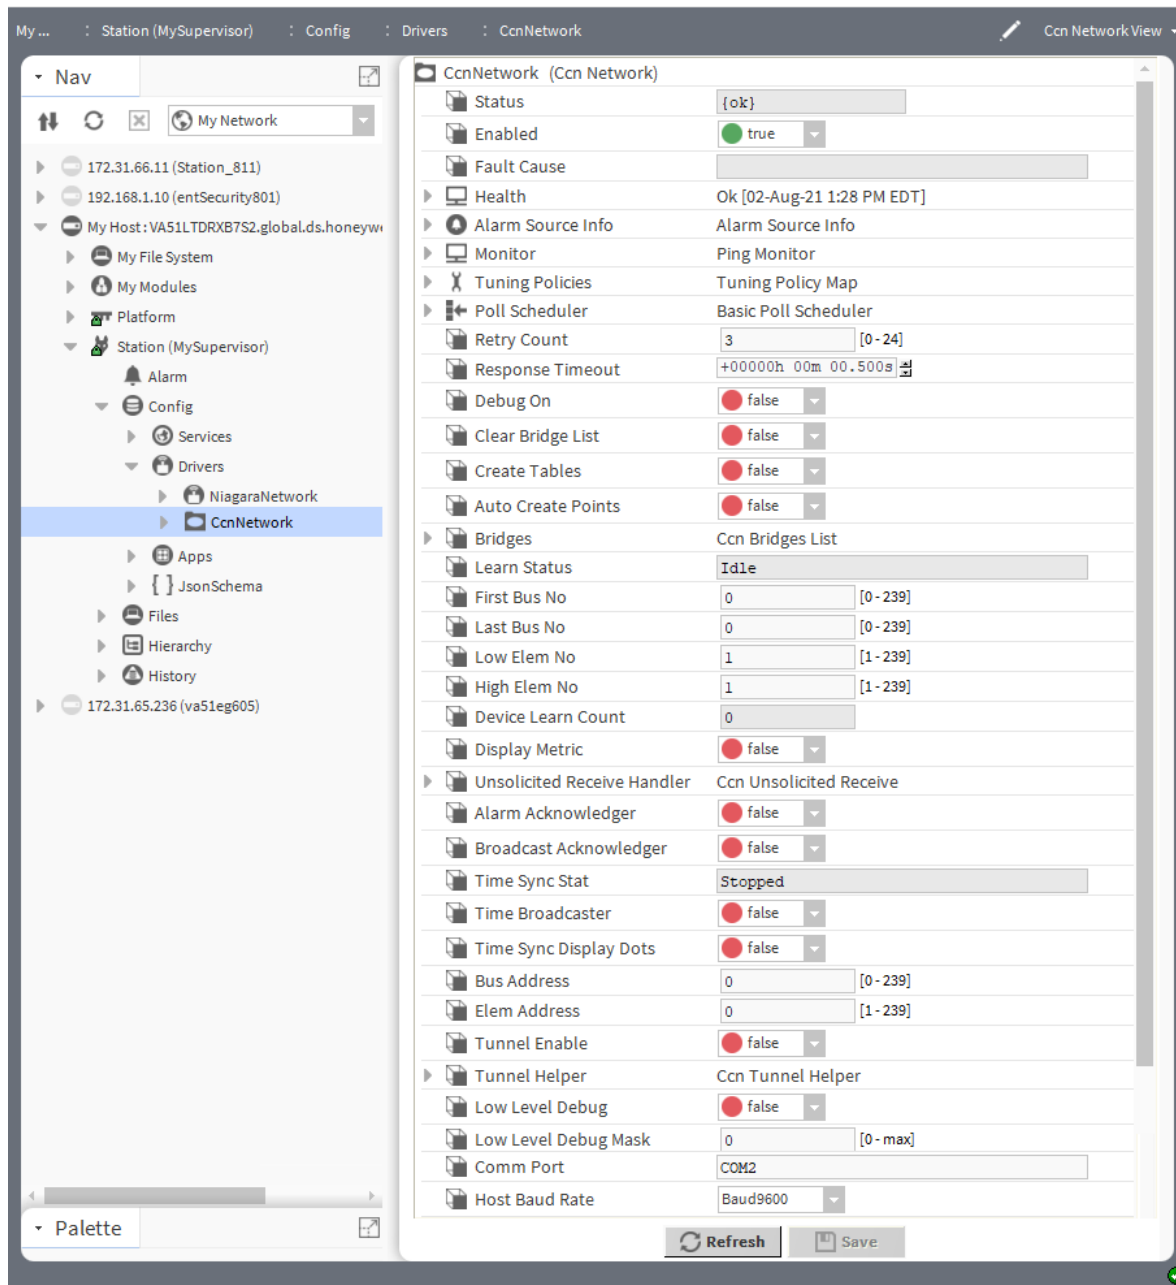 My ... : Station (MySupervisor) : Config : Drivers : CcnNetwork Ccn Network View
Nav
My Network
172.31.66.11 (Station_811)
192.168.1.10 (entSecurity801)
My Host : VA51LTDRXB7S2.global.ds.honeywe
My File System
My Modules
Platform
Station (MySupervisor)
Alarm
Config
Services
Drivers
NiagaraNetwork
CcnNetwork
Apps
JsonSchema
Files
Hierarchy
History
172.31.65.236 (va51eg605)
Palette
CcnNetwork (Ccn Network)
Status {ok}
Enabled true
Fault Cause
Health Ok [02-Aug-21 1:28 PM EDT]
Alarm Source Info Alarm Source Info
Monitor Ping Monitor
Tuning Policies Tuning Policy Map
Poll Scheduler Basic Poll Scheduler
Retry Count 3 [0 - 24]
Response Timeout +00000h 00m 00.500s
Debug On false
Clear Bridge List false
Create Tables false
Auto Create Points false
Bridges Ccn Bridges List
Learn Status Idle
First Bus No 0 [0 - 239]
Last Bus No 0 [0 - 239]
Low Elem No 1 [1 - 239]
High Elem No 1 [1 - 239]
Device Learn Count 0
Display Metric false
Unsolicited Receive Handler Ccn Unsolicited Receive
Alarm Acknowledger false
Broadcast Acknowledger false
Time Sync Stat Stopped
Time Broadcaster false
Time Sync Display Dots false
Bus Address 0 [0 - 239]
Elem Address 0 [1 - 239]
Tunnel Enable false
Tunnel Helper Ccn Tunnel Helper
Low Level Debug false
Low Level Debug Mask 0 [0 - max]
Comm Port COM2
Host Baud Rate Baud9600
Refresh Save